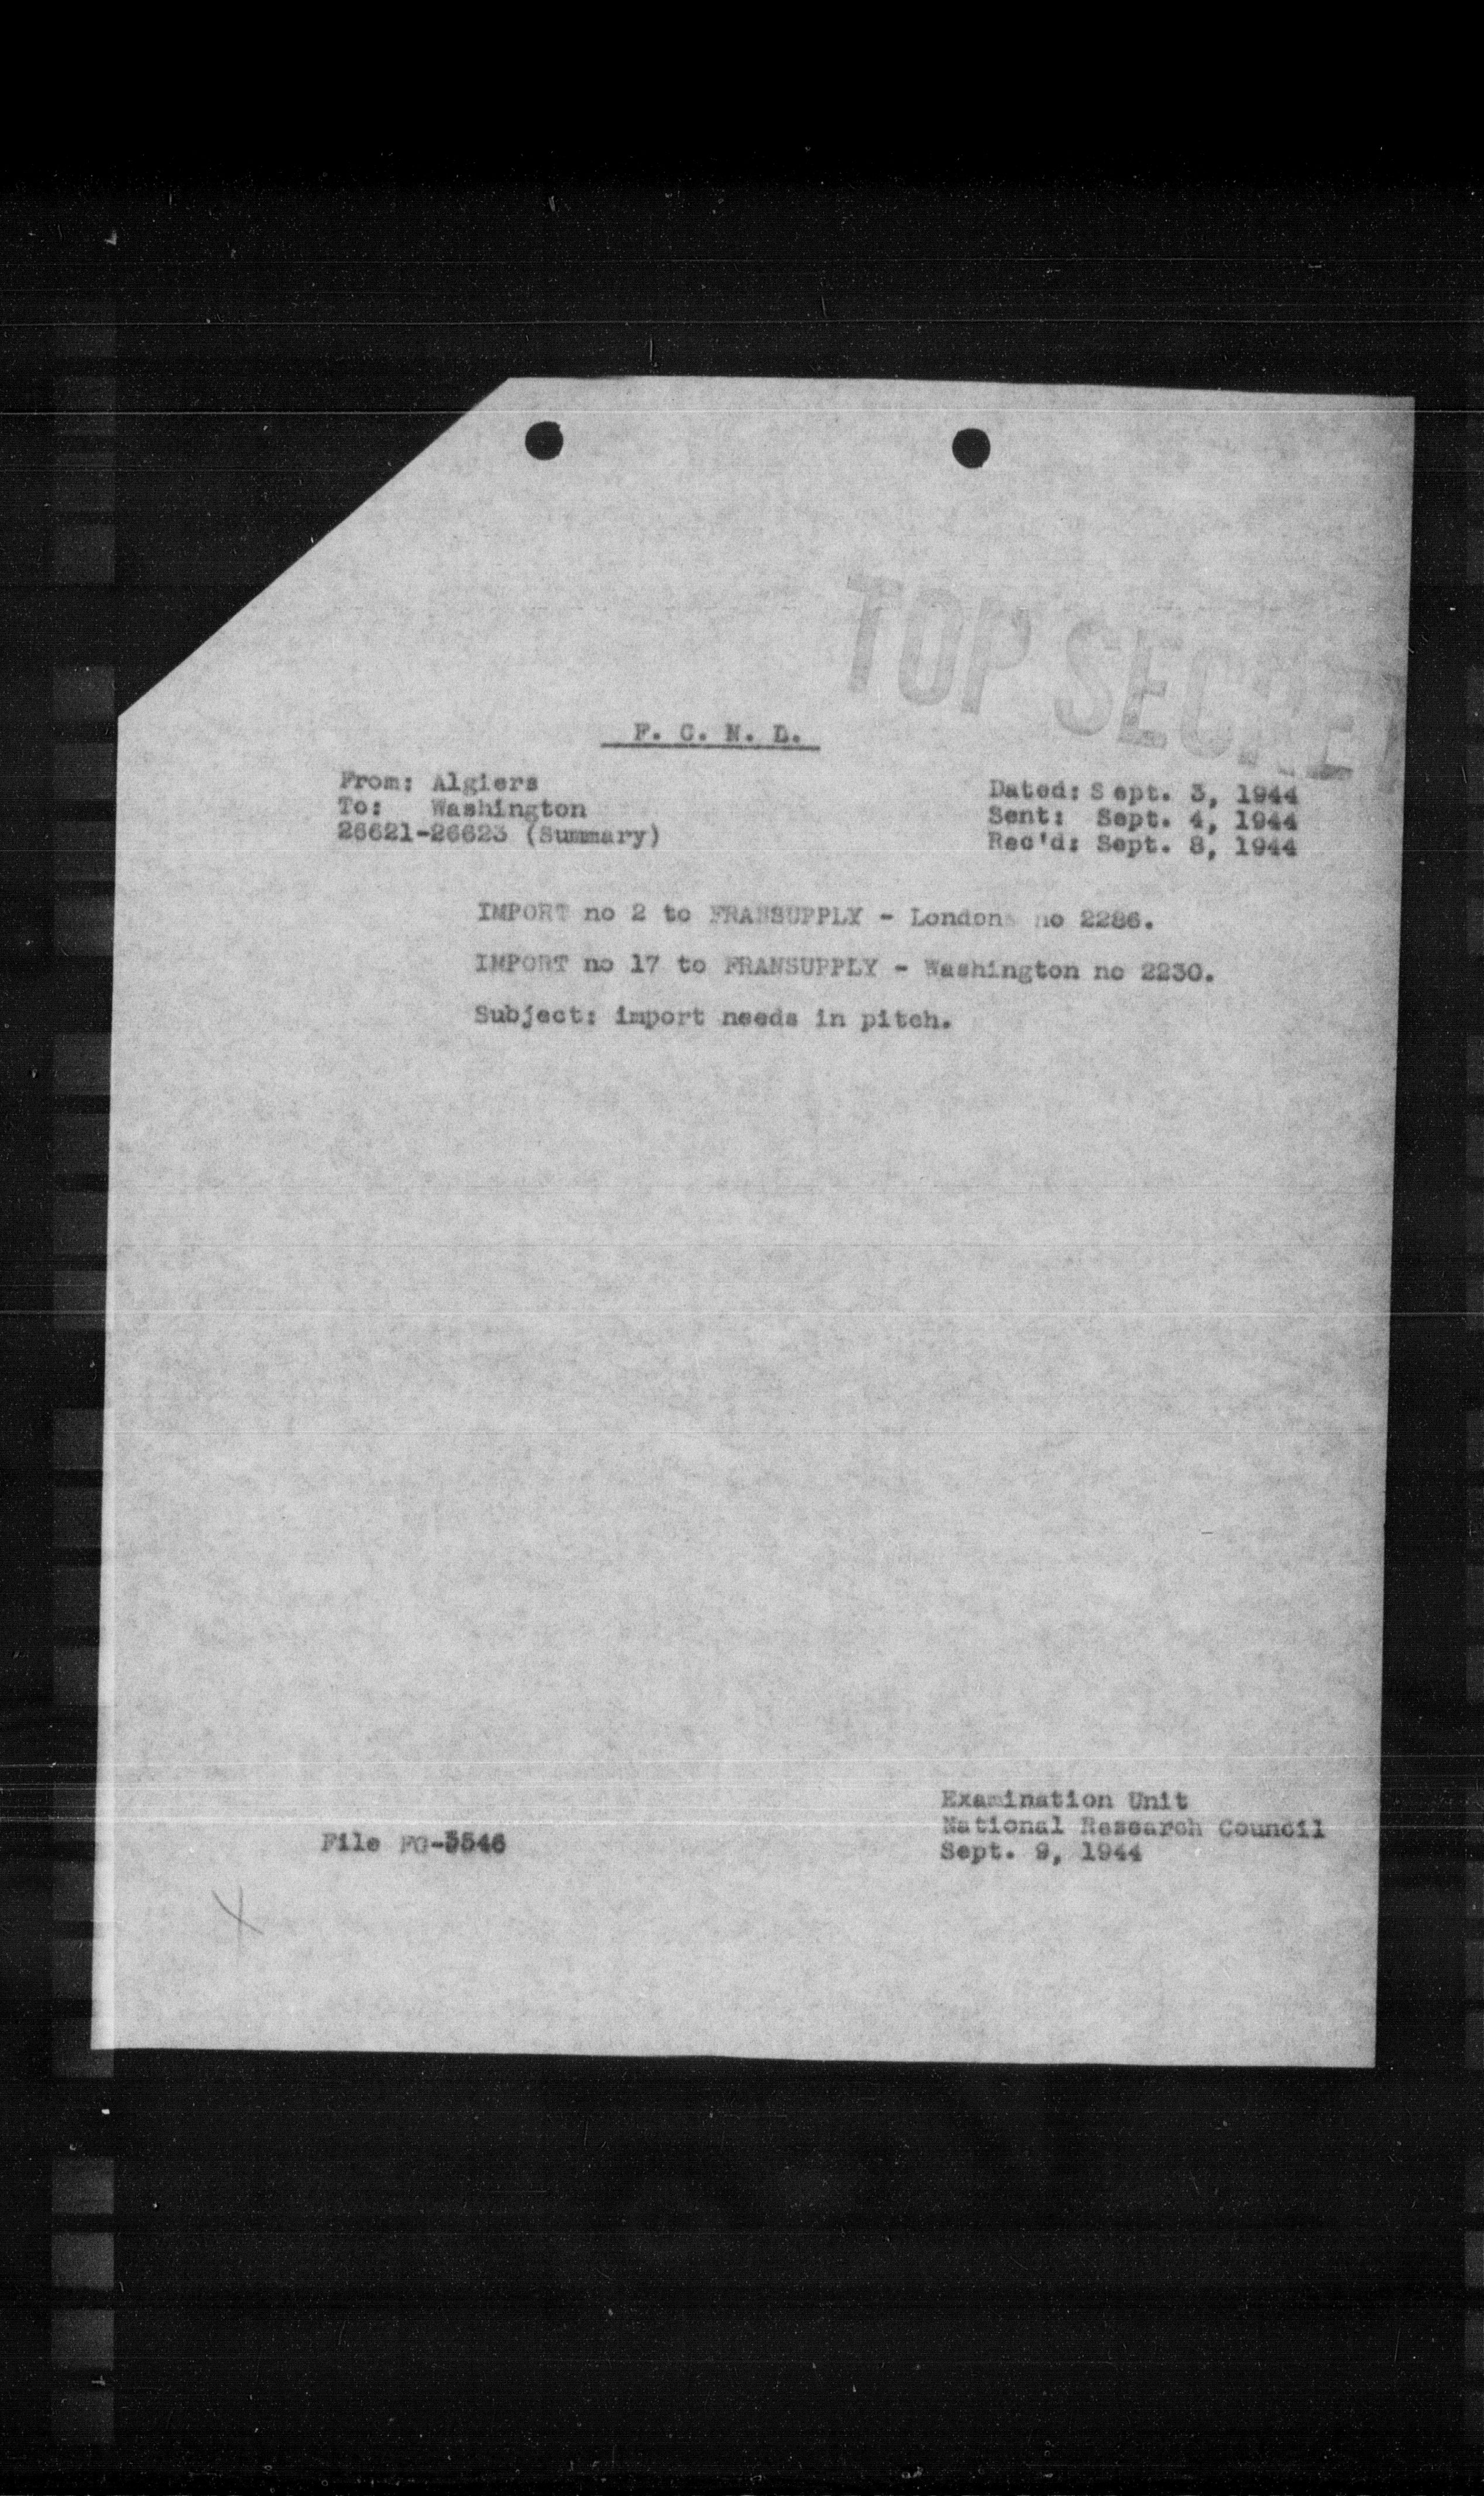 TOP SECRET
F. C. N. L.
From: Algiers
To: Washington
26621-26623 (Summary)
Dated: S ept. 3, 1944
Sent: Sept. 4, 1944
Rec'd: Sept. 8, 1944
IMPORT no 2 to FRANSUPPLY - London no 2286.
IMPORT no 17 to FRANSUPPLY - Washington no 2230.
Subject: import needs in pitch.
Examination Unit
National Research Council
Sept. 9, 1944
File FG-3546